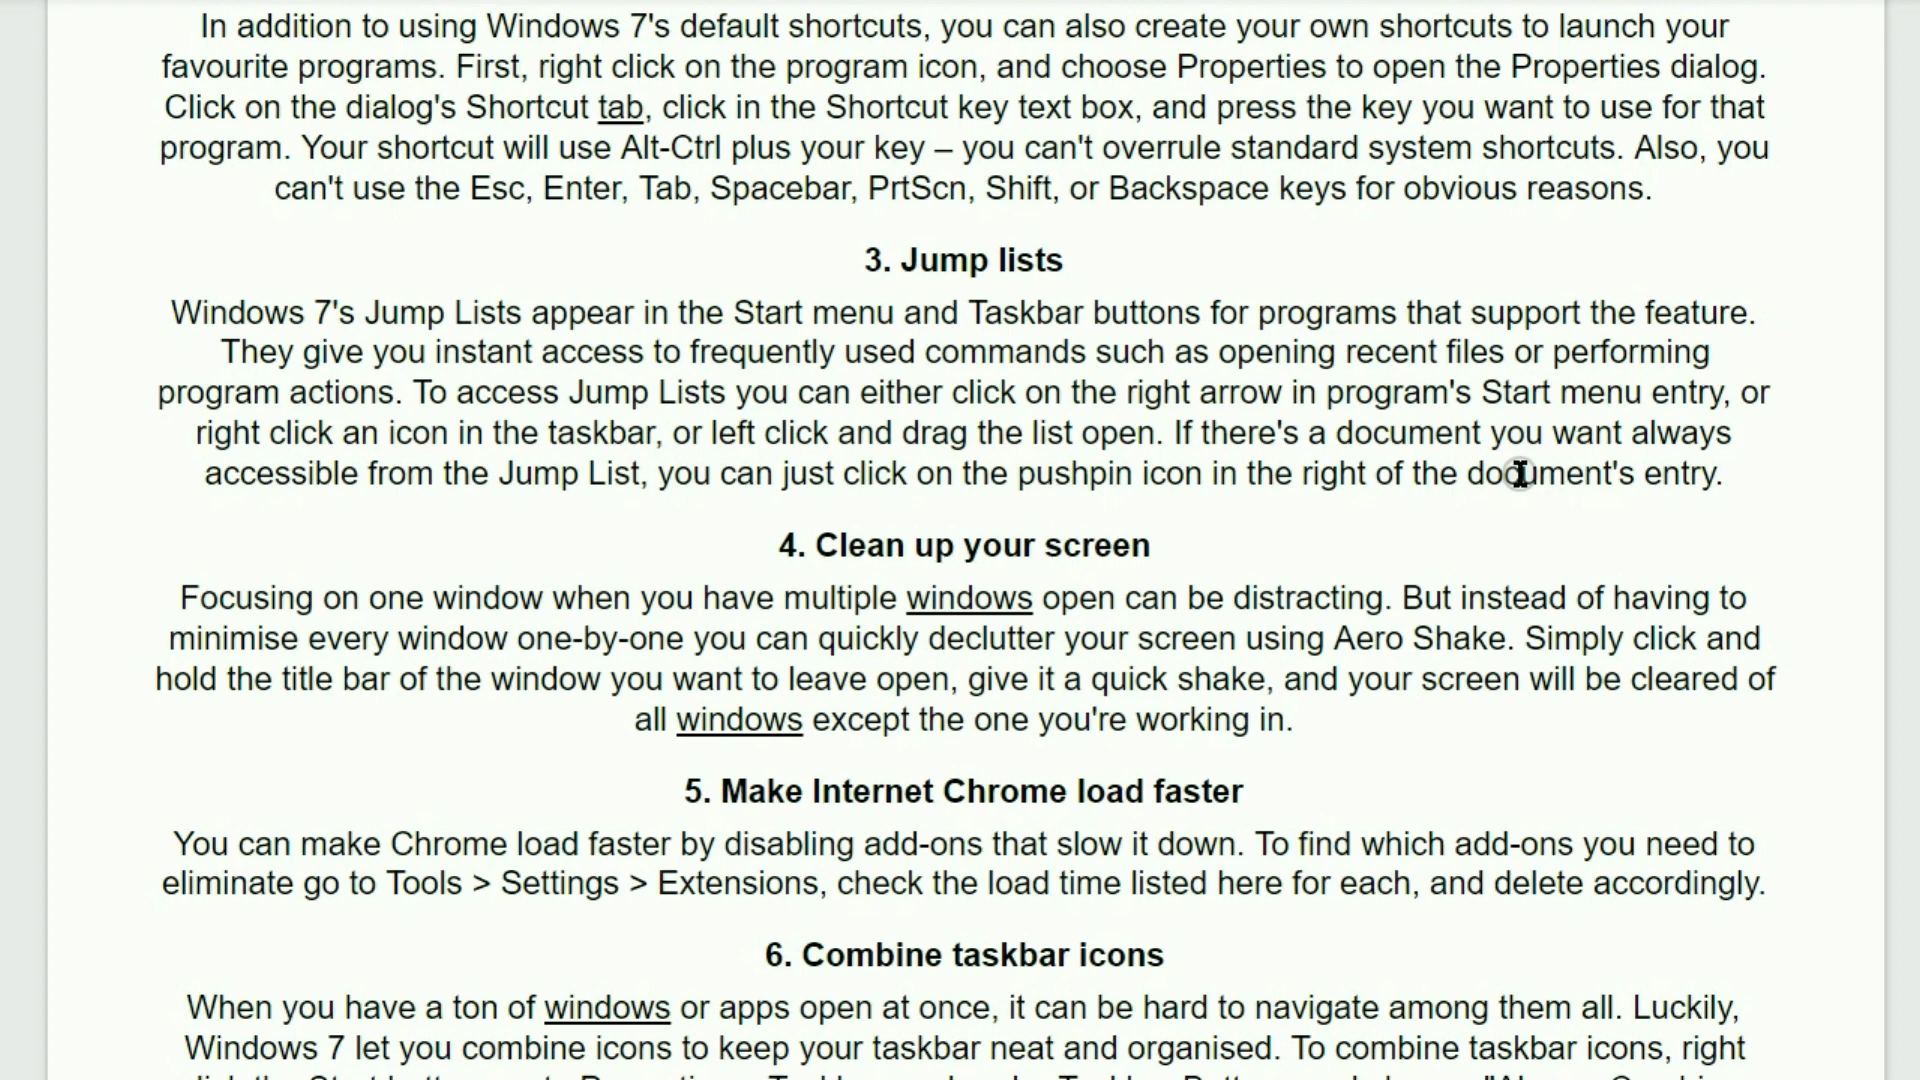 In addition to using Windows 7's default shortcuts, you can also create your own shortcuts to launch your
favourite programs. First, right click on the program icon, and choose Properties to open the Properties dialog.
Click on the dialog's Shortcut tab, click in the Shortcut key text box, and press the key you want to use for that
program. Your shortcut will use Alt-Ctrl plus your key – you can't overrule standard system shortcuts. Also, you
can't use the Esc, Enter, Tab, Spacebar, PrtScn, Shift, or Backspace keys for obvious reasons.
3. Jump lists
Windows 7's Jump Lists appear in the Start menu and Taskbar buttons for programs that support the feature.
They give you instant access to frequently used commands such as opening recent files or performing
program actions. To access Jump Lists you can either click on the right arrow in program's Start menu entry, or
right click an icon in the taskbar, or left click and drag the list open. If there's a document you want always
accessible from the Jump List, you can just click on the pushpin icon in the right of the document's entry.
4. Clean up your screen
Focusing on one window when you have multiple windows open can be distracting. But instead of having to
minimise every window one-by-one you can quickly declutter your screen using Aero Shake. Simply click and
hold the title bar of the window you want to leave open, give it a quick shake, and your screen will be cleared of
all windows except the one you're working in.
5. Make Internet Chrome load faster
You can make Chrome load faster by disabling add-ons that slow it down. To find which add-ons you need to
eliminate go to Tools > Settings > Extensions, check the load time listed here for each, and delete accordingly.
6. Combine taskbar icons
When you have a ton of windows or apps open at once, it can be hard to navigate among them all. Luckily,
Windows 7 let you combine icons to keep your taskbar neat and organised. To combine taskbar icons, right